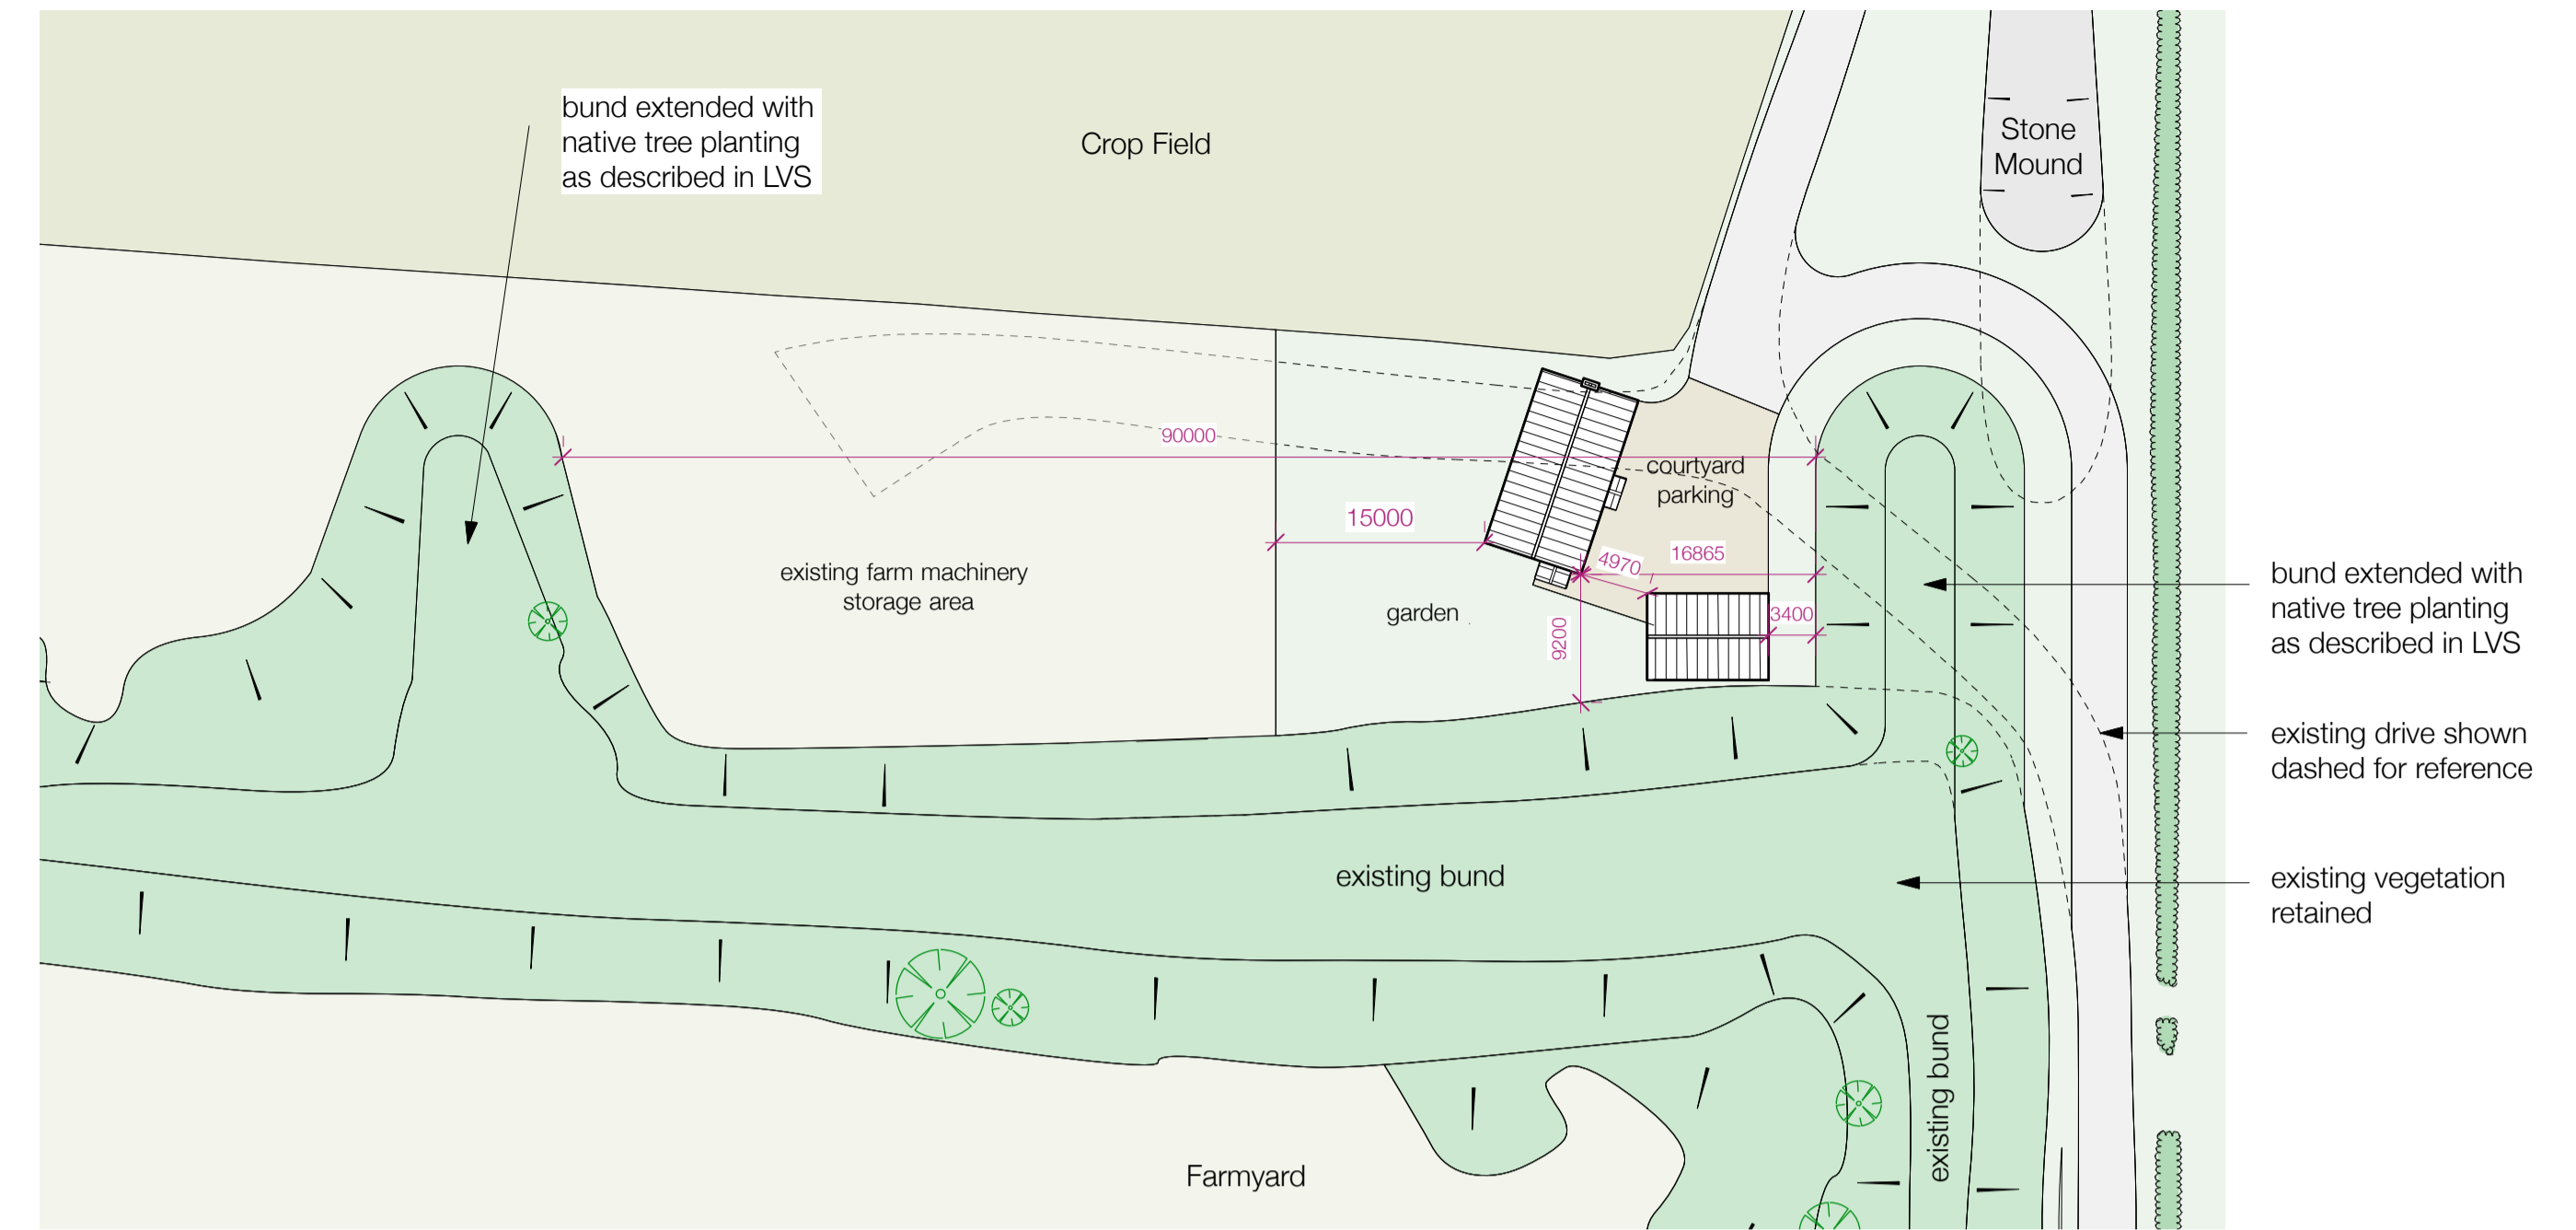 bund extended with
native tree planting
as described in LVS
Crop Field
Stone
Mound
90000
courtyard
parking
15000
4970
16865
existing farm machinery
storage area
garden
9200
3400
bund extended with
native tree planting
as described in LVS
existing drive shown
dashed for reference
existing bund
existing vegetation
retained
existing bund
Farmyard